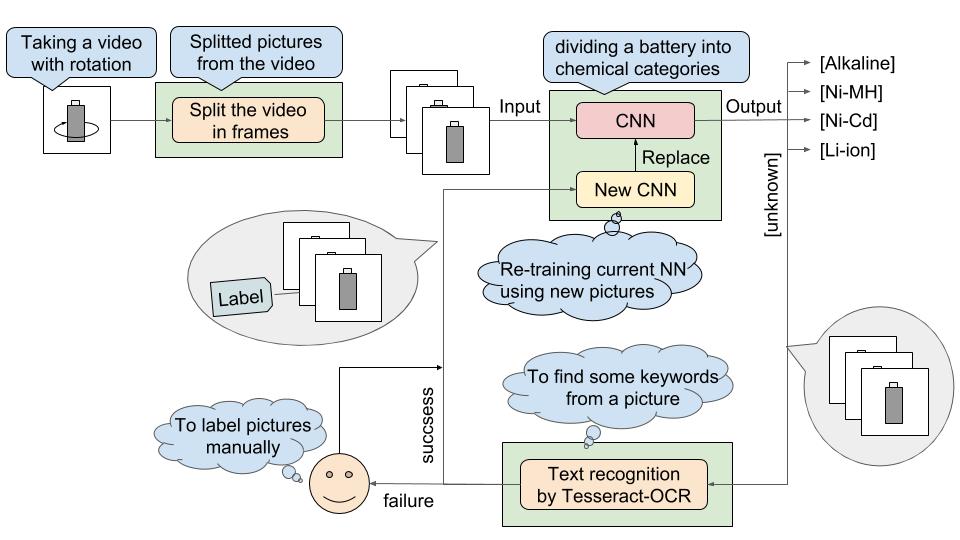 Taking a video
with rotation
Splitted pictures
from the video
Split the video
in frames
Input
dividing a battery into
chemical categories
CNN
Replace
New CNN
Output
[Alkaline]
[Ni-MH]
[Ni-Cd]
[Li-ion]
[unknown]
Re-training current NN
using new pictures
Label
To find some keywords
from a picture
To label pictures
manually
succsess
failure
Text recognition
by Tesseract-OCR